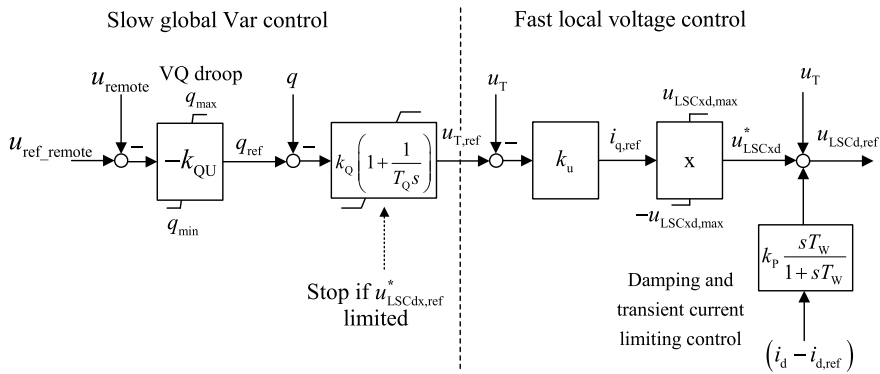 Slow global Var control
Fast local voltage control
VQ droop
u_remote
q_max
q
u_T
u_LSCxd,max
u_T
u_ref_remote
−
−k_QU
q_ref
−
k_Q(1+1/(T_Q s))
u_T,ref
−
k_u
i_q,ref
x
u*_LSCxd
u_LSCd,ref
q_min
−u_LSCxd,max
k_P sT_W/(1+sT_W)
Stop if u*_LSCdx,ref
limited
Damping and
transient current
limiting control
(i_d − i_d,ref)